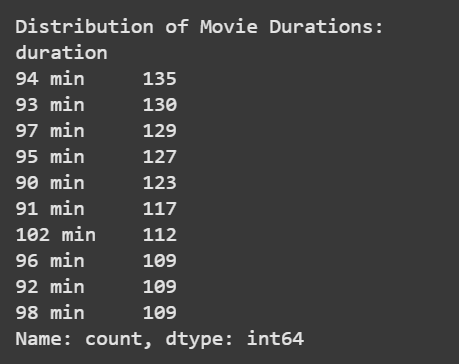 Distribution of Movie Durations:
duration
94 min     135
93 min     130
97 min     129
95 min     127
90 min     123
91 min     117
102 min    112
96 min     109
92 min     109
98 min     109
Name: count, dtype: int64